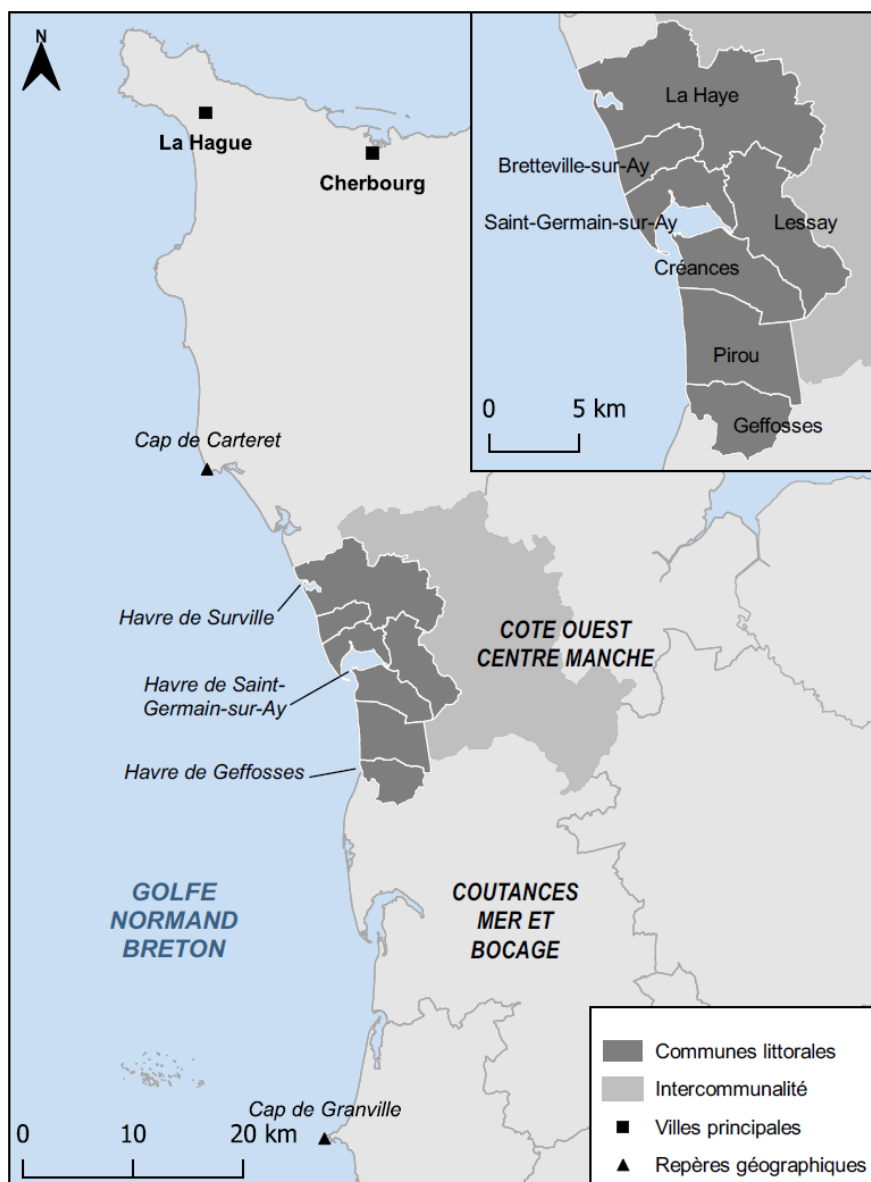 N
La Hague
Cherbourg
La Haye
Bretteville-sur-Ay
Saint-Germain-sur-Ay
Lessay
Créances
Pirou
Geffosses
0 5 km
Cap de Carteret
Havre de Surville
COTE OUEST
CENTRE MANCHE
Havre de Saint-
Germain-sur-Ay
Havre de Geffosses
GOLFE
NORMAND
BRETON
COUTANCES
MER ET
BOCAGE
Cap de Granville
0 10 20 km
Communes littorales
Intercommunalité
Villes principales
Repères géographiques